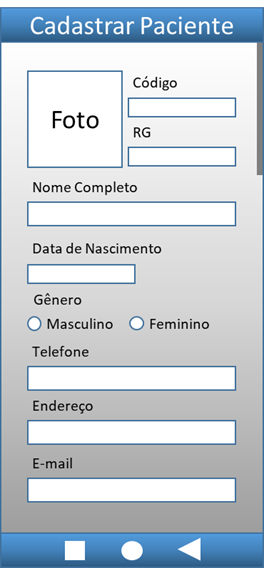 Cadastrar Paciente
Foto
Código
RG
Nome Completo
Data de Nascimento
Gênero
Masculino Feminino
Telefone
Endereço
E-mail